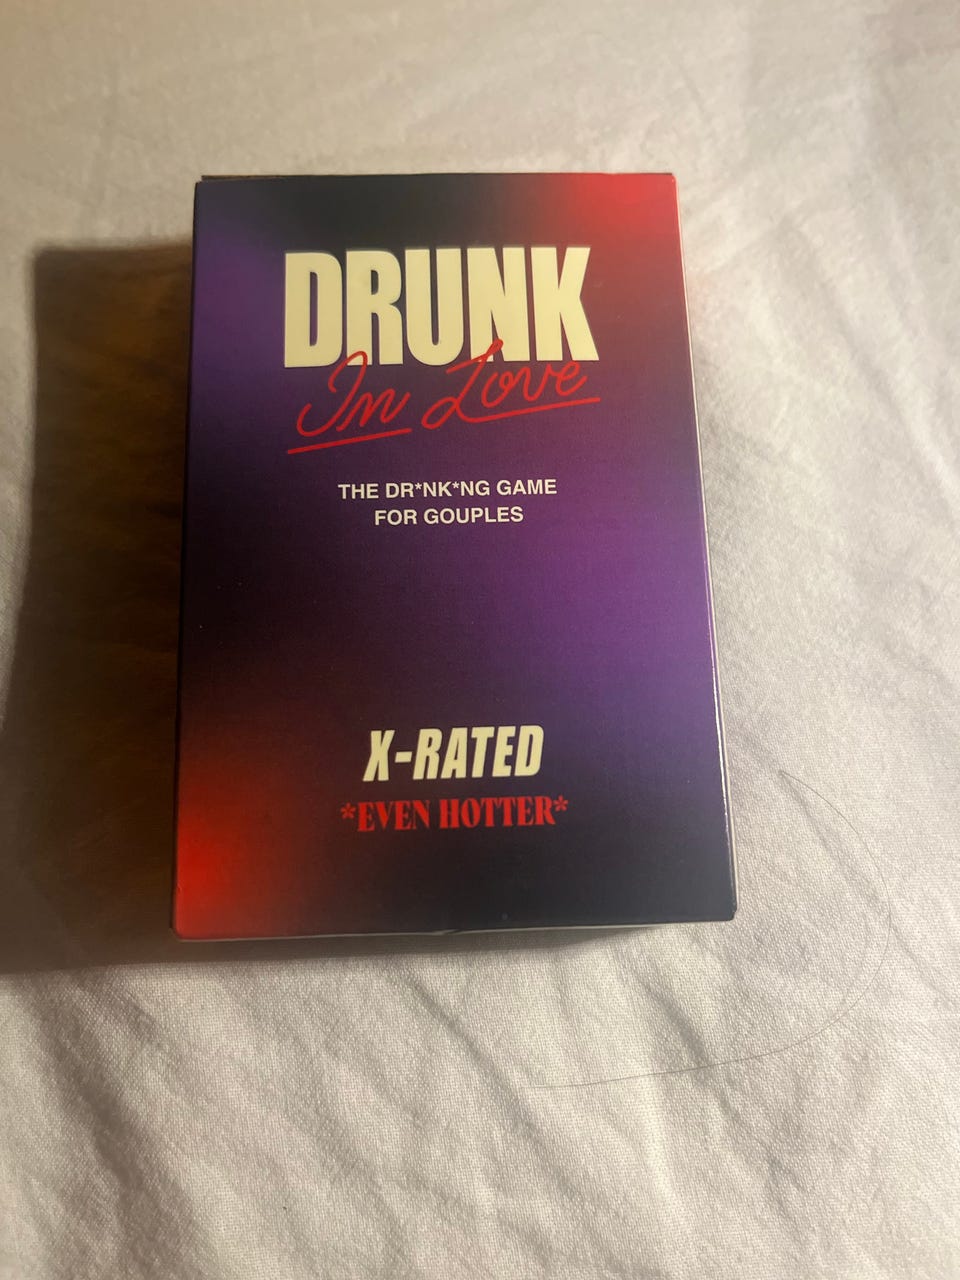 DRUNK
In Love
THE DR*NK*NG GAME
FOR GOUPLES
X-RATED
*EVEN HOTTER*